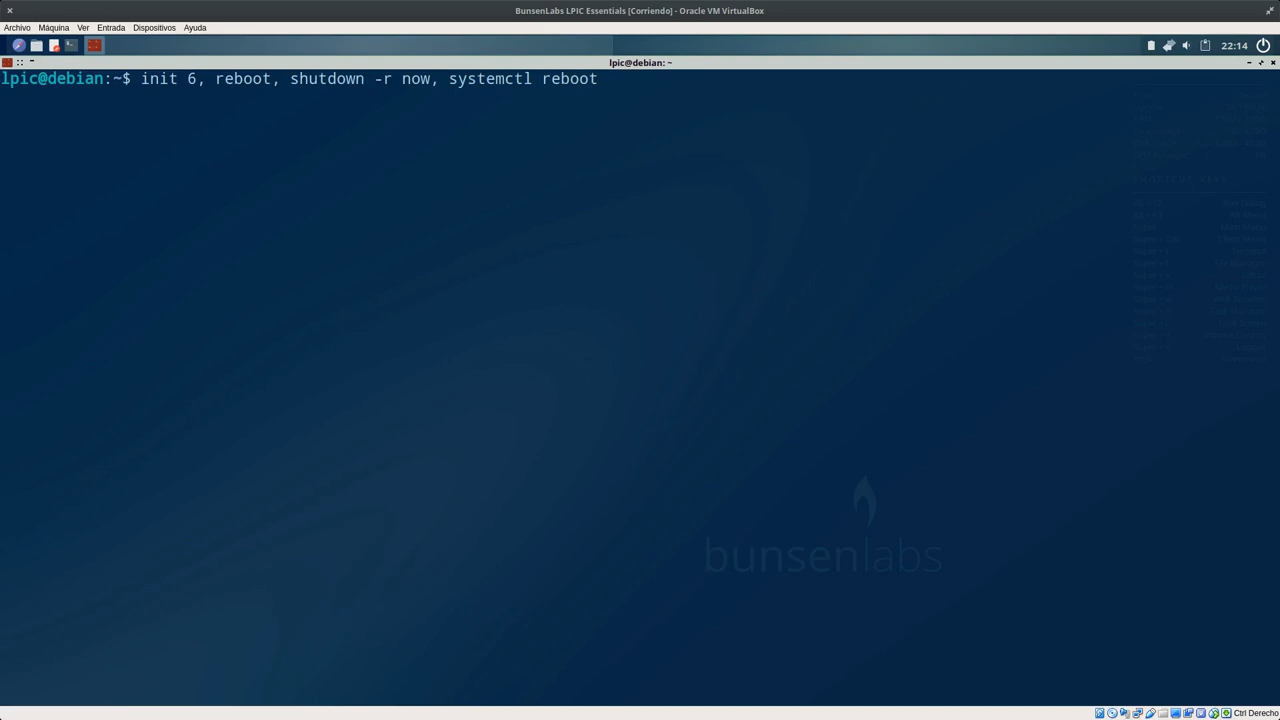 BunsenLabs LPIC Essentials [Corriendo] - Oracle VM VirtualBox
Archivo Máquina Ver Entrada Dispositivos Ayuda
22:14
lpic@debian: ~
lpic@debian:~$ init 6, reboot, shutdown -r now, systemctl reboot
bunsenlabs
Ctrl Derecho